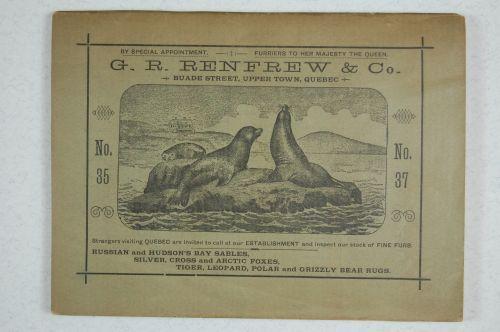 BY SPECIAL APPOINTMENT. FURRIERS TO HER MAJESTY THE QUEEN.
G. R. RENFREW & Co.
BUADE STREET, UPPER TOWN, QUEBEC
No. 35
No. 37
Strangers visiting QUEBEC are invited to call at our ESTABLISHMENT and inspect our stock of FINE FURS.
RUSSIAN and HUDSON'S BAY SABLES,
SILVER, CROSS and ARCTIC FOXES,
TIGER, LEOPARD, POLAR and GRIZZLY BEAR RUGS.